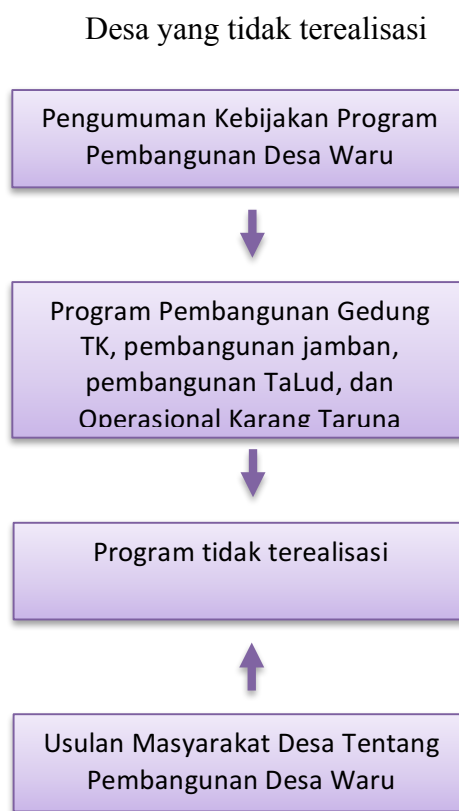 Desa yang tidak terealisasi
Pengumuman Kebijakan Program
Pembangunan Desa Waru
Program Pembangunan Gedung
TK, pembangunan jamban,
pembangunan TaLud, dan
Operasional Karang Taruna
Program tidak terealisasi
Usulan Masyarakat Desa Tentang
Pembangunan Desa Waru